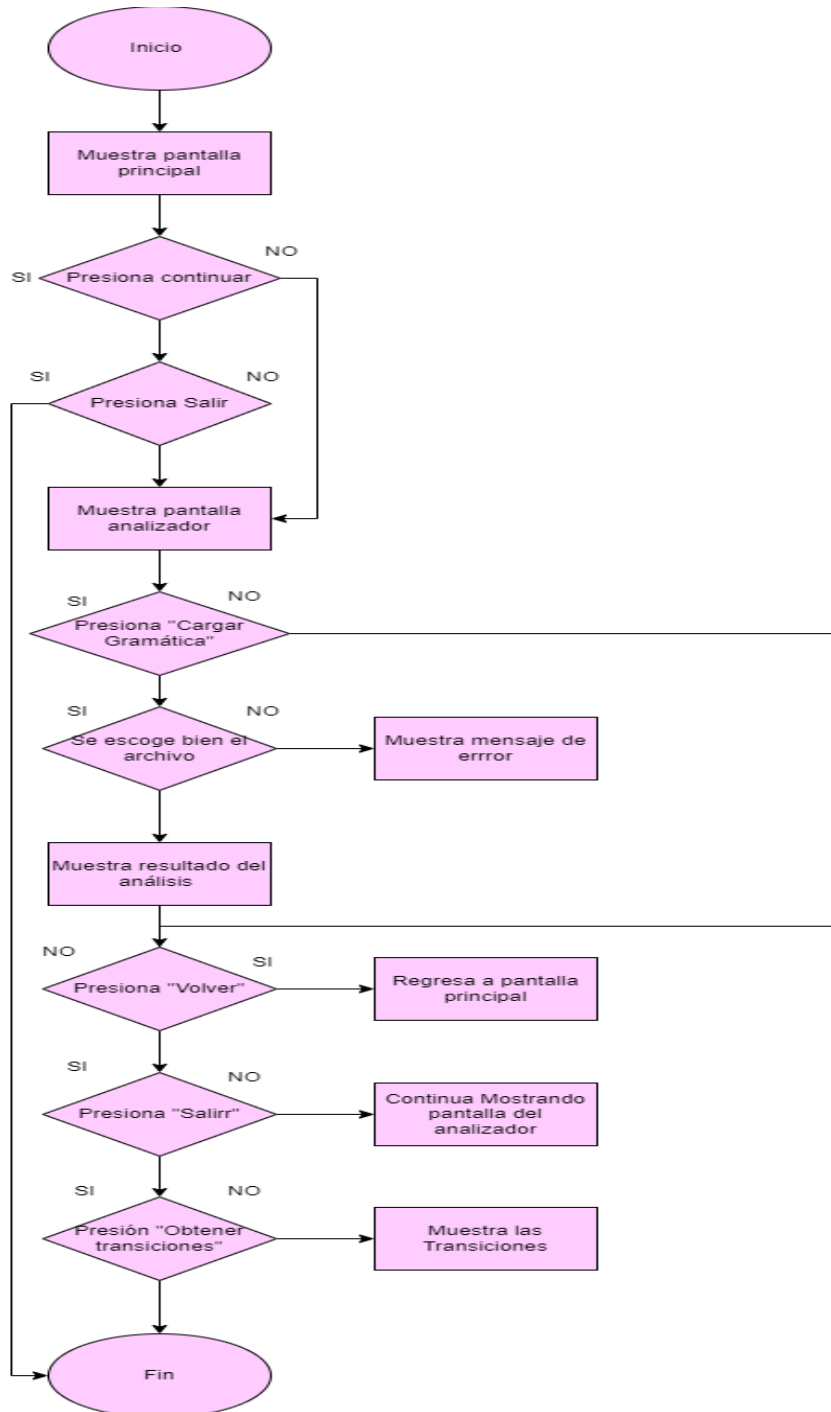 Inicio
Muestra pantalla
principal
NO
SI
Presiona continuar
SI
NO
Presiona Salir
Muestra pantalla
analizador
SI
NO
Presiona "Cargar
Gramática"
SI
NO
Se escoge bien el
archivo
Muestra mensaje de
errror
Muestra resultado del
análisis
NO
SI
Presiona "Volver"
Regresa a pantalla
principal
SI
NO
Presiona "Salirr"
Continua Mostrando
pantalla del
analizador
SI
NO
Presión "Obtener
transiciones"
Muestra las
Transiciones
Fin